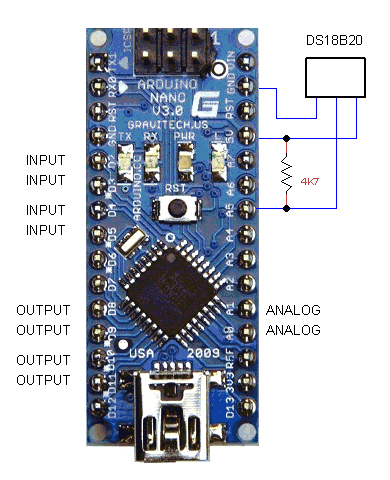 DS18B20
ICSP
1
TX1
RX0
RST
GND
D2
D3
D4
D5
D6
D7
D8
D9
D10
D11
D12
ARDUINO
NANO
V3.0
G
GRAVITECH.US
TX RX PWR L
ARDUINO.CC
RST
USA 2009
VIN
GND
RST
5V
A7
A6
A5
A4
A3
A2
A1
A0
REF
3V3
D13
INPUT
INPUT
INPUT
INPUT
OUTPUT
OUTPUT
OUTPUT
OUTPUT
4K7
ANALOG
ANALOG